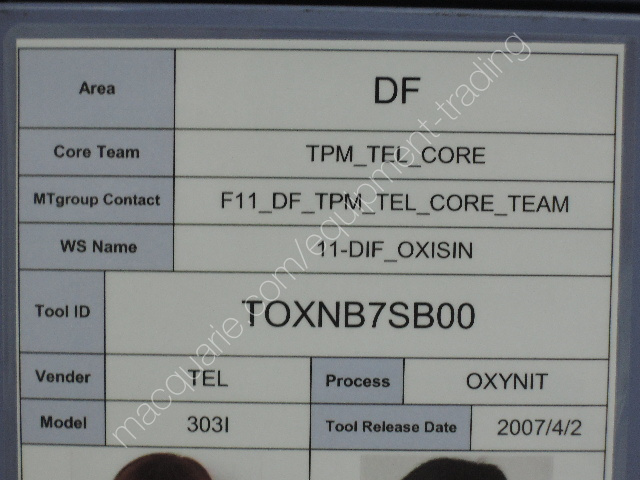 Area DF
Core Team TPM_TEL_CORE
MTgroup Contact F11_DF_TPM_TEL_CORE_TEAM
WS Name 11-DIF_OXISIN
Tool ID TOXNB7SB00
Vender TEL Process OXYNIT
Model 303I Tool Release Date 2007/4/2
macquarie.com/equipment-trading